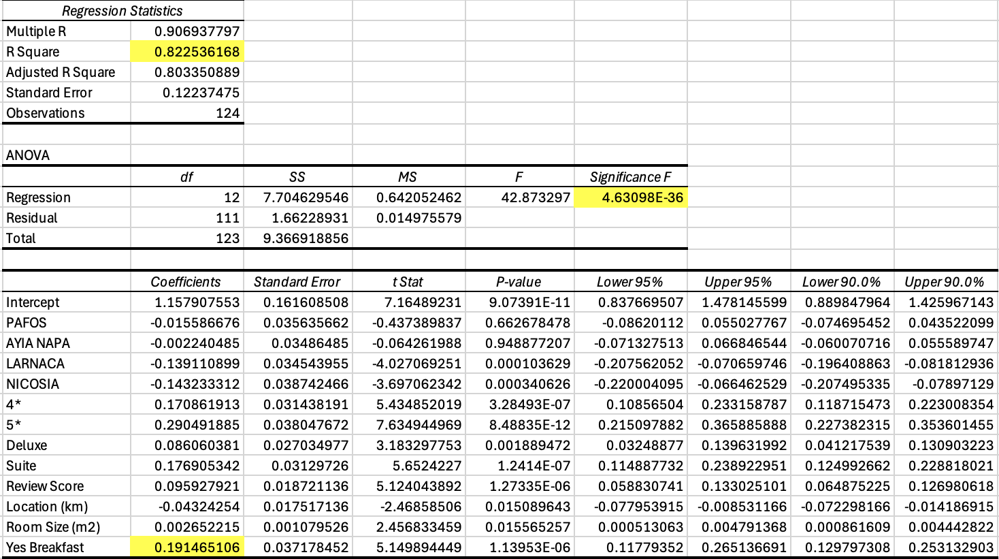 Regression Statistics
Multiple R 0.906937797
R Square 0.822536168
Adjusted R Square 0.803350889
Standard Error 0.12237475
Observations 124
ANOVA
df SS MS F Significance F
Regression 12 7.704629546 0.642052462 42.873297 4.63098E-36
Residual 111 1.66228931 0.014975579
Total 123 9.366918856
Coefficients Standard Error t Stat P-value Lower 95% Upper 95% Lower 90.0% Upper 90.0%
Intercept 1.157907553 0.161608508 7.16489231 9.07391E-11 0.837669507 1.478145599 0.889847964 1.425967143
PAFOS -0.015586676 0.035635662 -0.437389837 0.662678478 -0.08620112 0.055027767 -0.074695452 0.043522099
AYIA NAPA -0.002240485 0.03486485 -0.064261988 0.948877207 -0.071327513 0.066846544 -0.060070716 0.055589747
LARNACA -0.139110899 0.034543955 -4.027069251 0.000103629 -0.207562052 -0.070659746 -0.196408863 -0.081812936
NICOSIA -0.143233312 0.038742466 -3.697062342 0.000340626 -0.220004095 -0.066462529 -0.207495335 -0.07897129
4* 0.170861913 0.031438191 5.434852019 3.28493E-07 0.10856504 0.233158787 0.118715473 0.223008354
5* 0.290491885 0.038047672 7.634944969 8.48835E-12 0.215097882 0.365885888 0.227382315 0.353601455
Deluxe 0.086060381 0.027034977 3.183297753 0.001889472 0.03248877 0.139631992 0.041217539 0.130903223
Suite 0.176905342 0.03129726 5.6524227 1.2414E-07 0.114887732 0.238922951 0.124992662 0.228818021
Review Score 0.095927921 0.018721136 5.124043892 1.27335E-06 0.058830741 0.133025101 0.064875225 0.126980618
Location (km) -0.04324254 0.017517136 -2.46858506 0.015089643 -0.077953915 -0.008531166 -0.072298166 -0.014186915
Room Size (m2) 0.002652215 0.001079526 2.456833459 0.015565257 0.000513063 0.004791368 0.000861609 0.004442822
Yes Breakfast 0.191465106 0.037178452 5.149894449 1.13953E-06 0.11779352 0.265136691 0.129797308 0.253132903